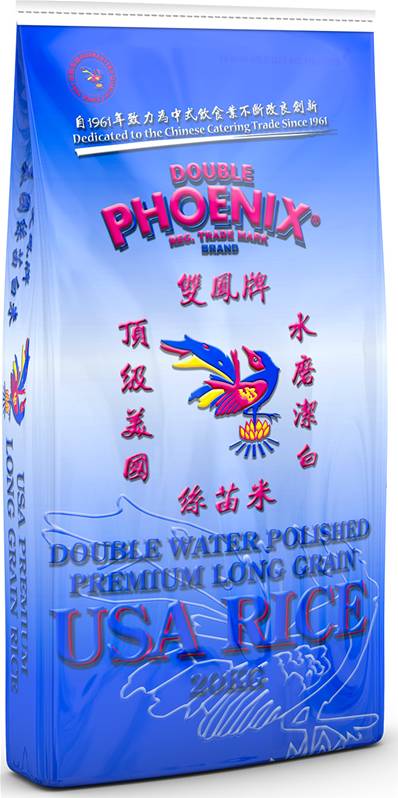 自1961年致力為中式飲食業不斷改良創新
Dedicated to the Chinese Catering Trade Since 1961
DOUBLE
PHOENIX®
REG. TRADE MARK
BRAND
雙鳳牌
頂級美國
水磨潔白
絲苗米
DOUBLE WATER POLISHED
PREMIUM LONG GRAIN
USA RICE
20KG
USA PREMIUM
LONG GRAIN RICE